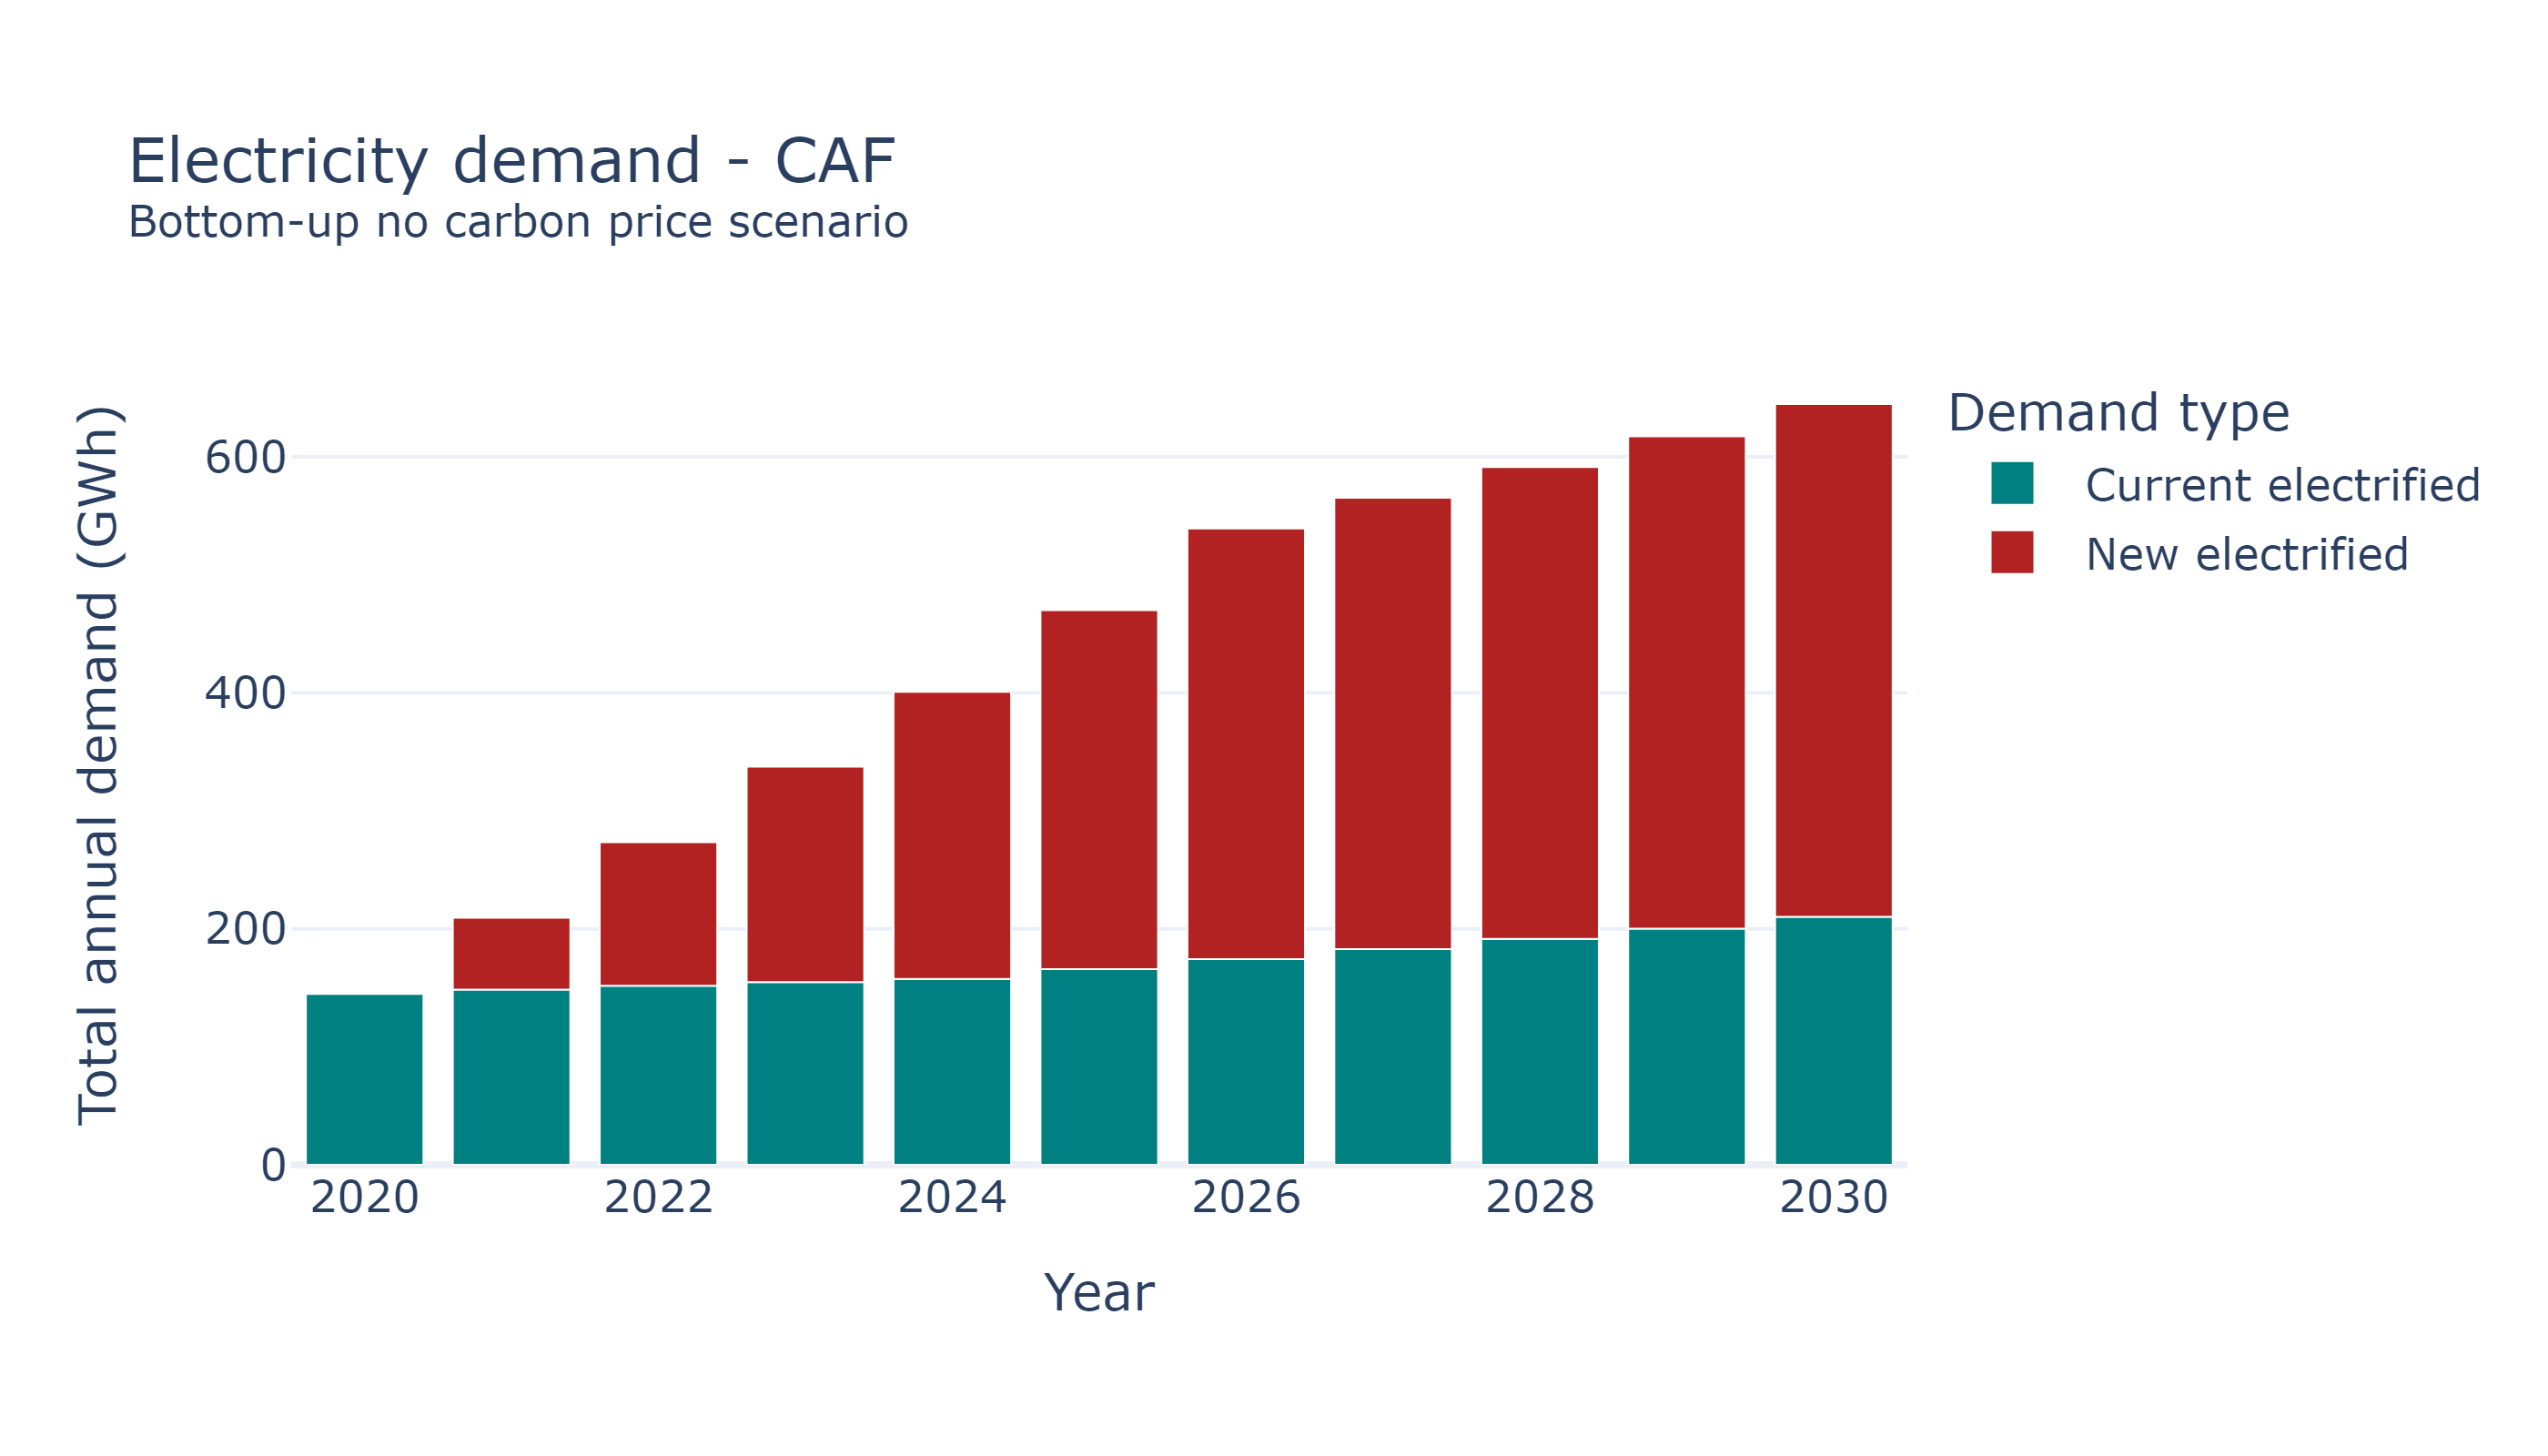 Electricity demand - CAF
Bottom-up no carbon price scenario
Total annual demand (GWh)
600
400
200
0
2020
2022
2024
2026
2028
2030
Year
Demand type
Current electrified
New electrified